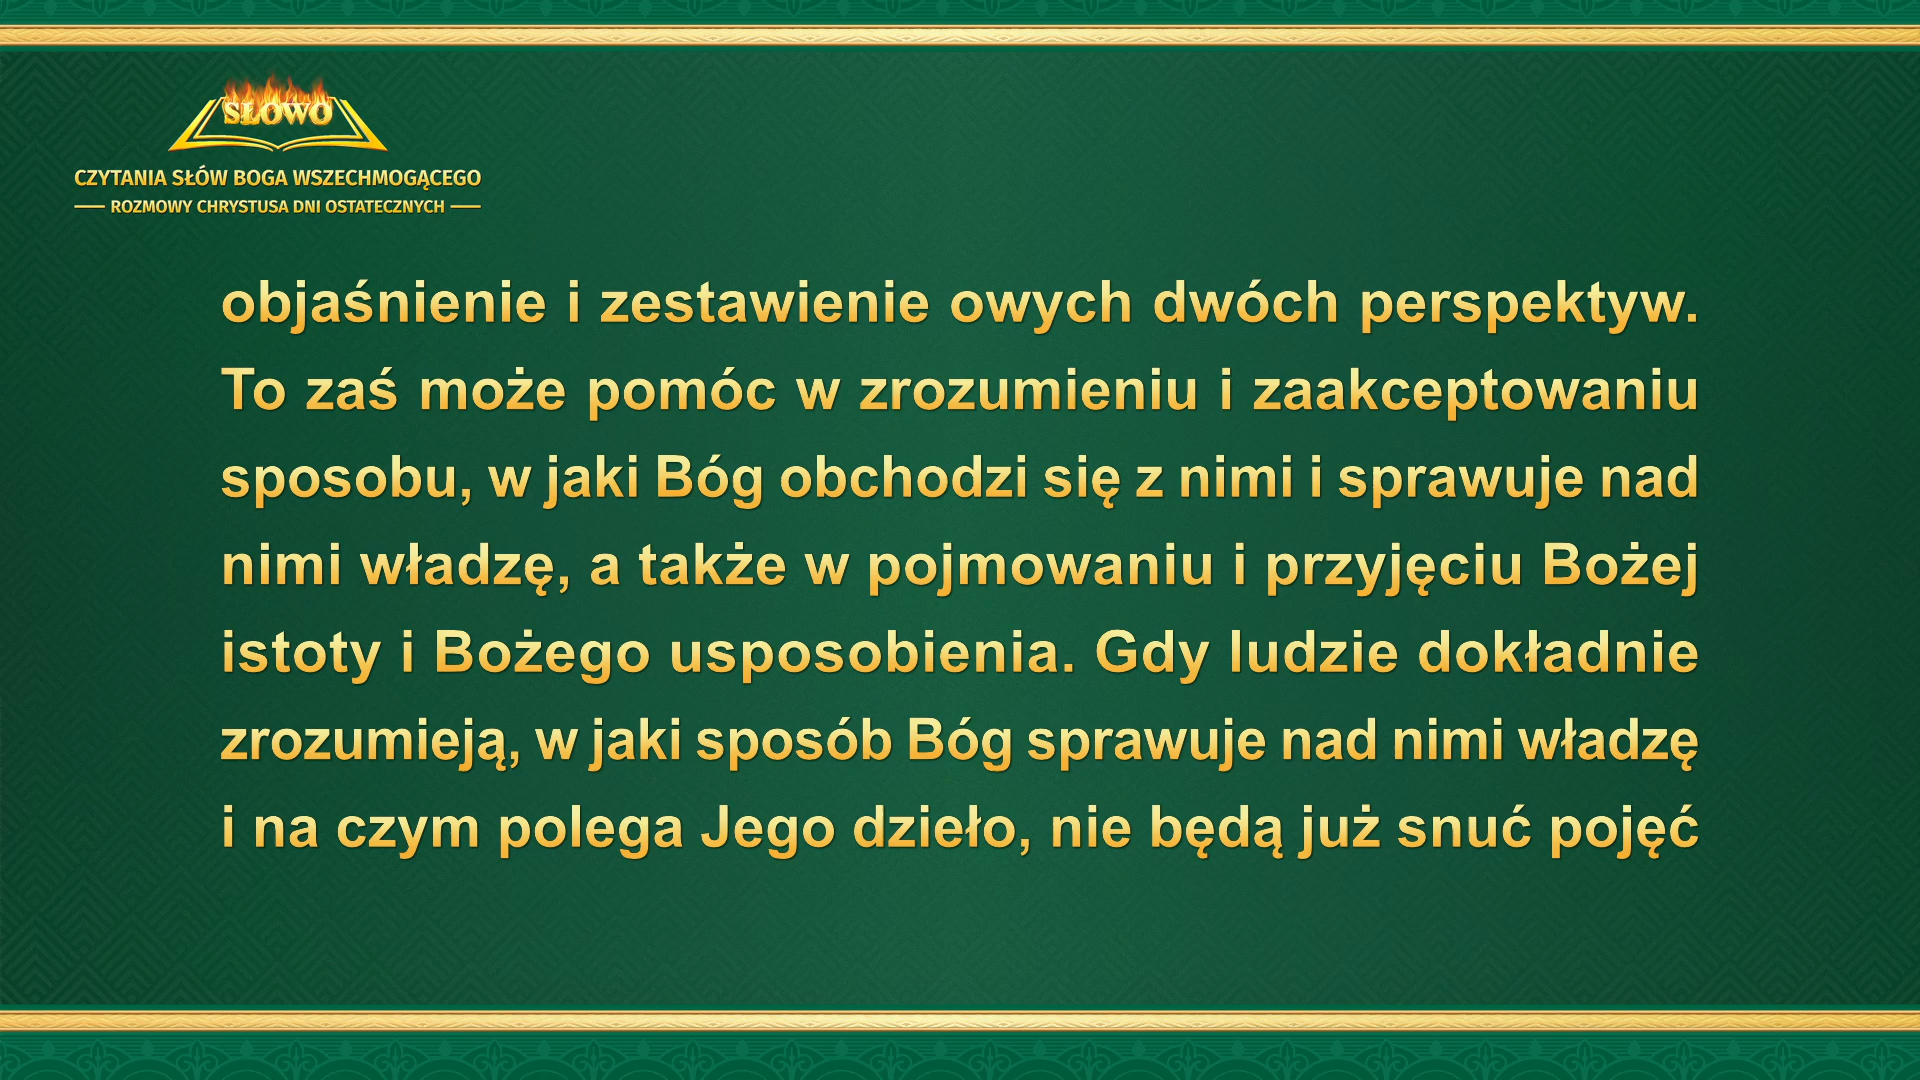 SŁOWO
CZYTANIA SŁÓW BOGA WSZECHMOGĄCEGO
ROZMOWY CHRYSTUSA DNI OSTATECZNYCH
objaśnienie i zestawienie owych dwóch perspektyw.
To zaś może pomóc w zrozumieniu i zaakceptowaniu
sposobu, w jaki Bóg obchodzi się z nimi i sprawuje nad
nimi władzę, a także w pojmowaniu i przyjęciu Bożej
istoty i Bożego usposobienia. Gdy ludzie dokładnie
zrozumieją, w jaki sposób Bóg sprawuje nad nimi władzę
i na czym polega Jego dzieło, nie będą już snuć pojęć